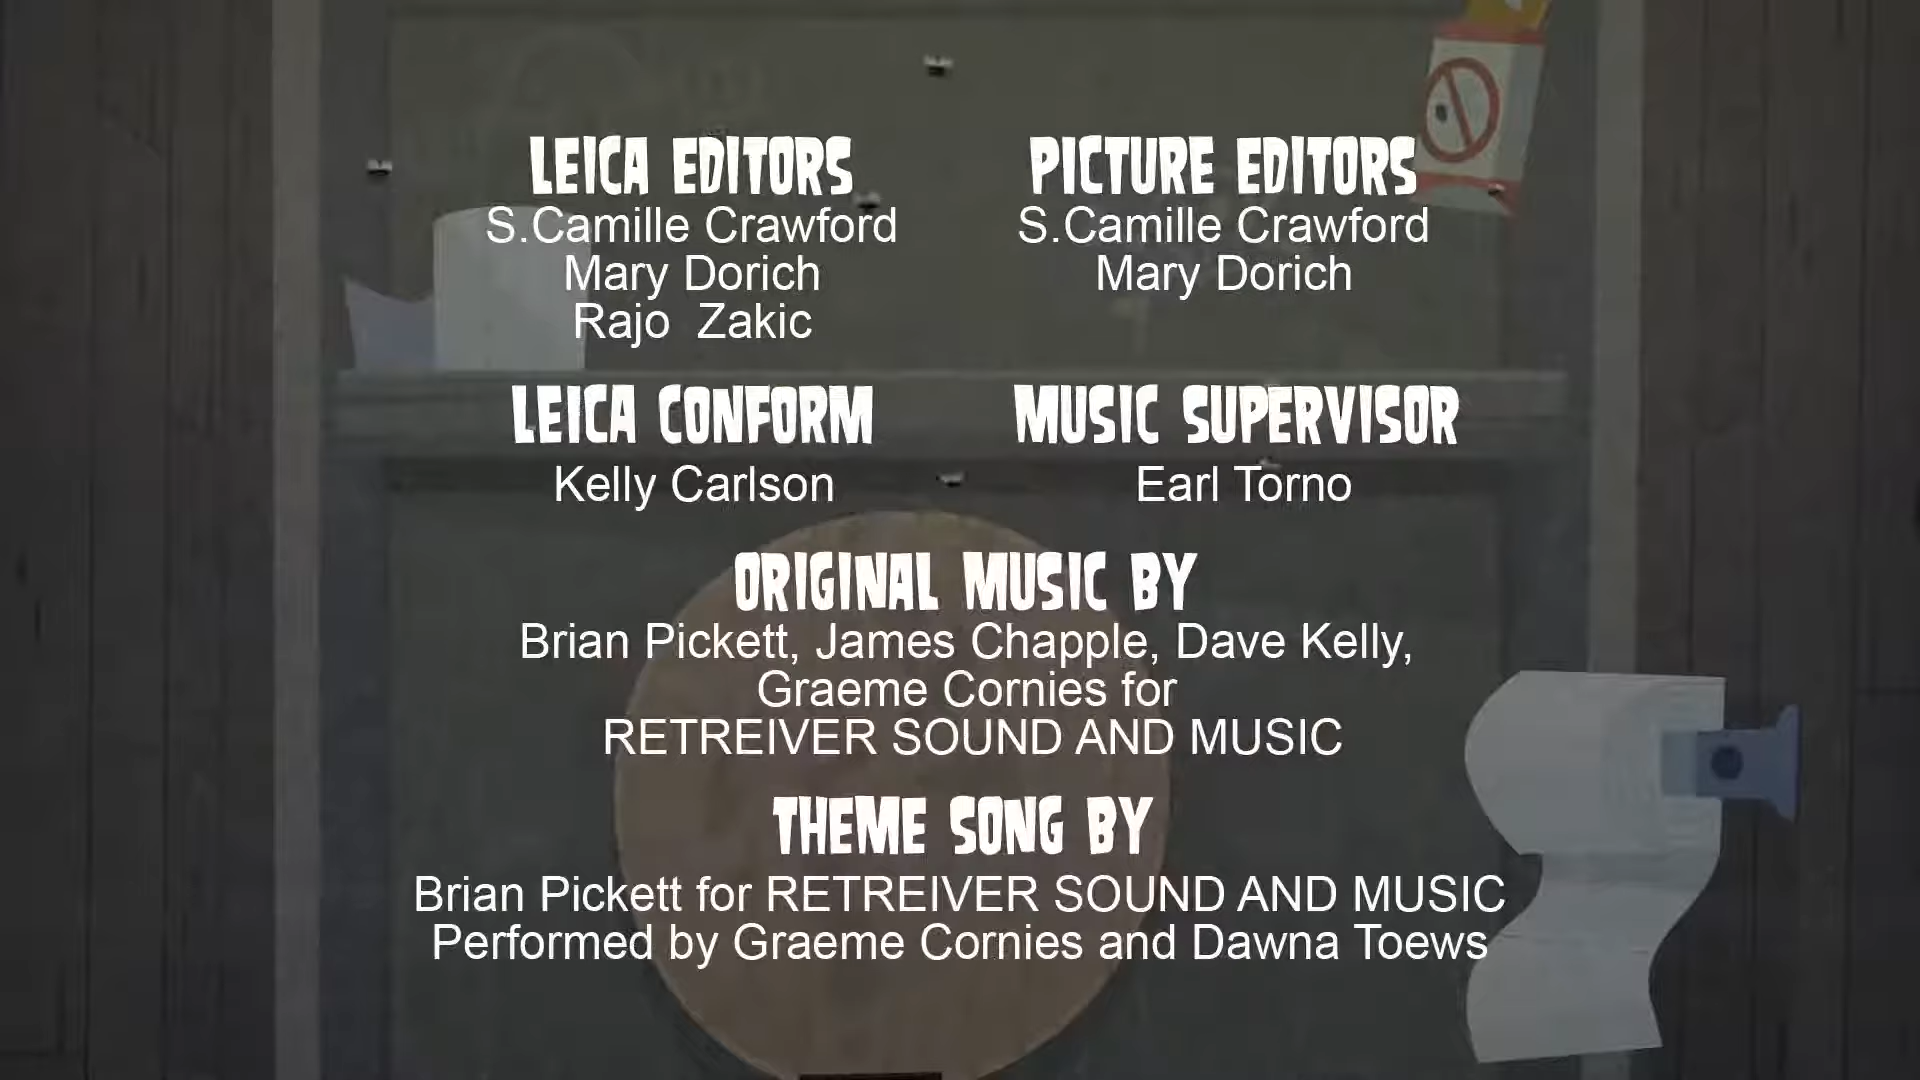 LEICA EDITORS
S.Camille Crawford
Mary Dorich
Rajo  Zakic
PICTURE EDITORS
S.Camille Crawford
Mary Dorich
LEICA CONFORM
Kelly Carlson
MUSIC SUPERVISOR
Earl Torno
ORIGINAL MUSIC BY
Brian Pickett, James Chapple, Dave Kelly,
Graeme Cornies for
RETREIVER SOUND AND MUSIC
THEME SONG BY
Brian Pickett for RETREIVER SOUND AND MUSIC
Performed by Graeme Cornies and Dawna Toews